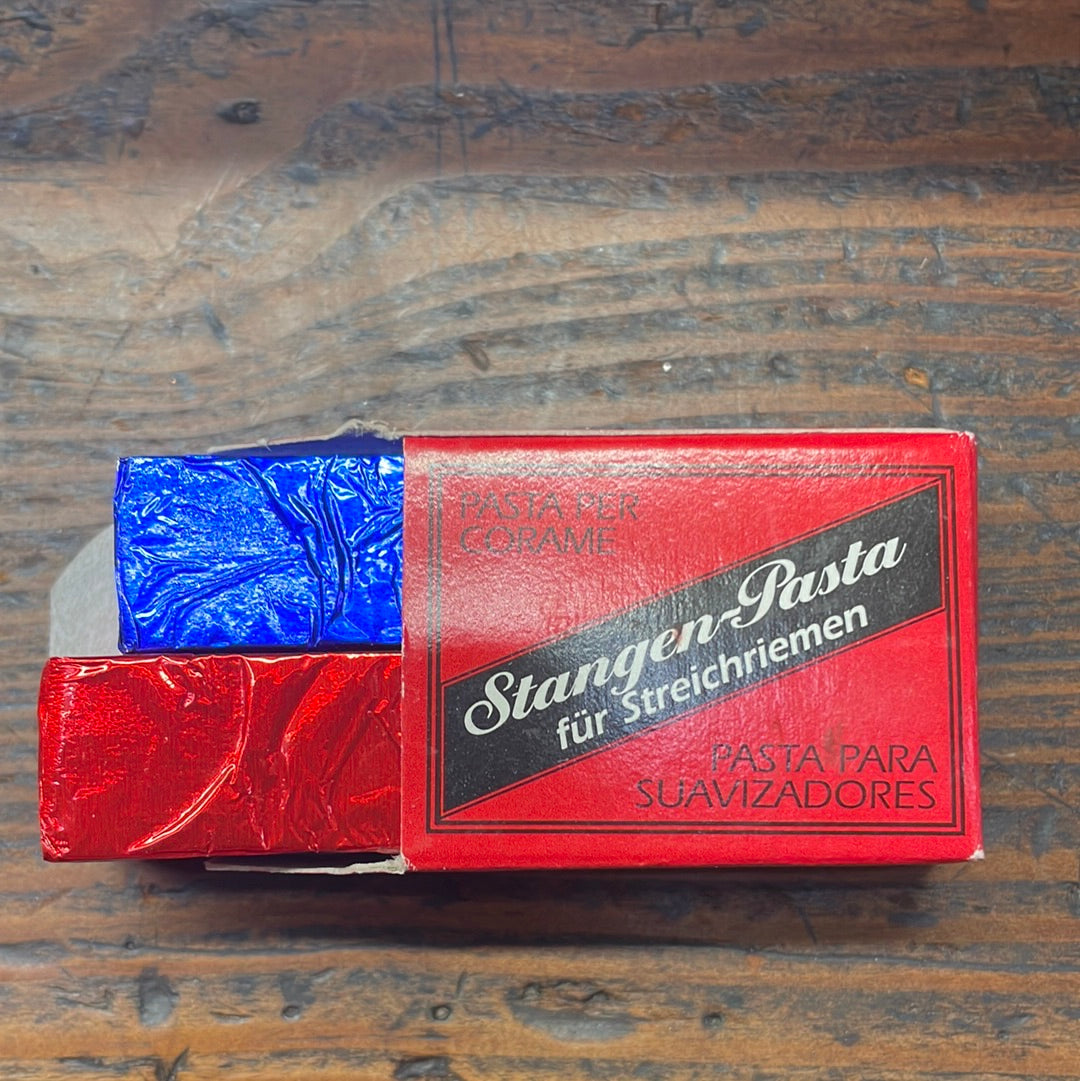 PASTA PER
CORAME
Stangen-Pasta
für Streichriemen
PASTA PARA
SUAVIZADORES